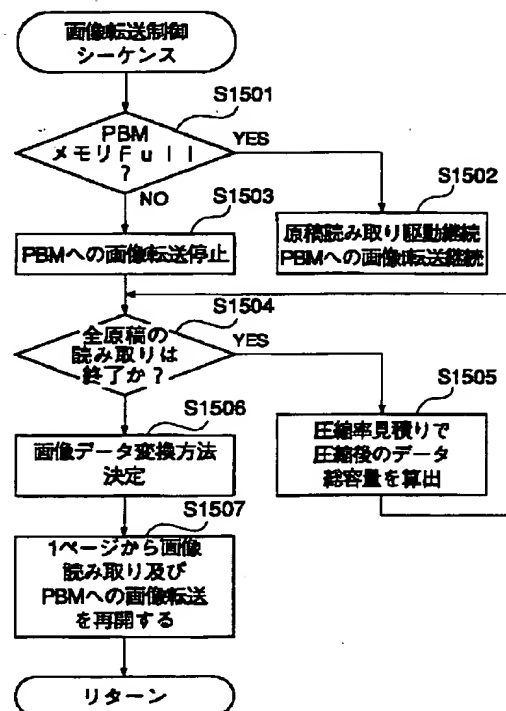 画像転送制御
シーケンス
S1501
PBM
メモリFull
?
YES
NO
S1502
原稿読み取り駆動継続
PBMへの画像転送継続
S1503
PBMへの画像転送停止
S1504
全原稿の
読み取りは
終了か?
YES
S1505
圧縮率見積りで
圧縮後のデータ
総容量を算出
S1506
画像データ変換方法
決定
S1507
1ページから画像
読み取り及び
PBMへの画像転送
を再開する
リターン